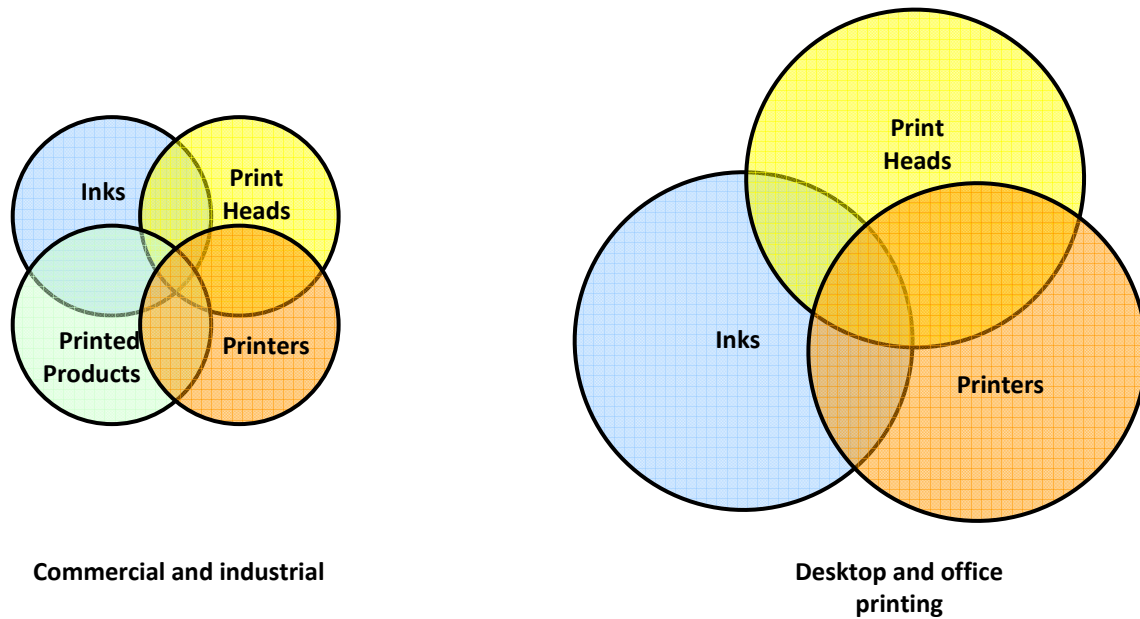 Inks
Print
Heads
Printed
Products
Printers
Commercial and industrial
Print
Heads
Inks
Printers
Desktop and office
printing